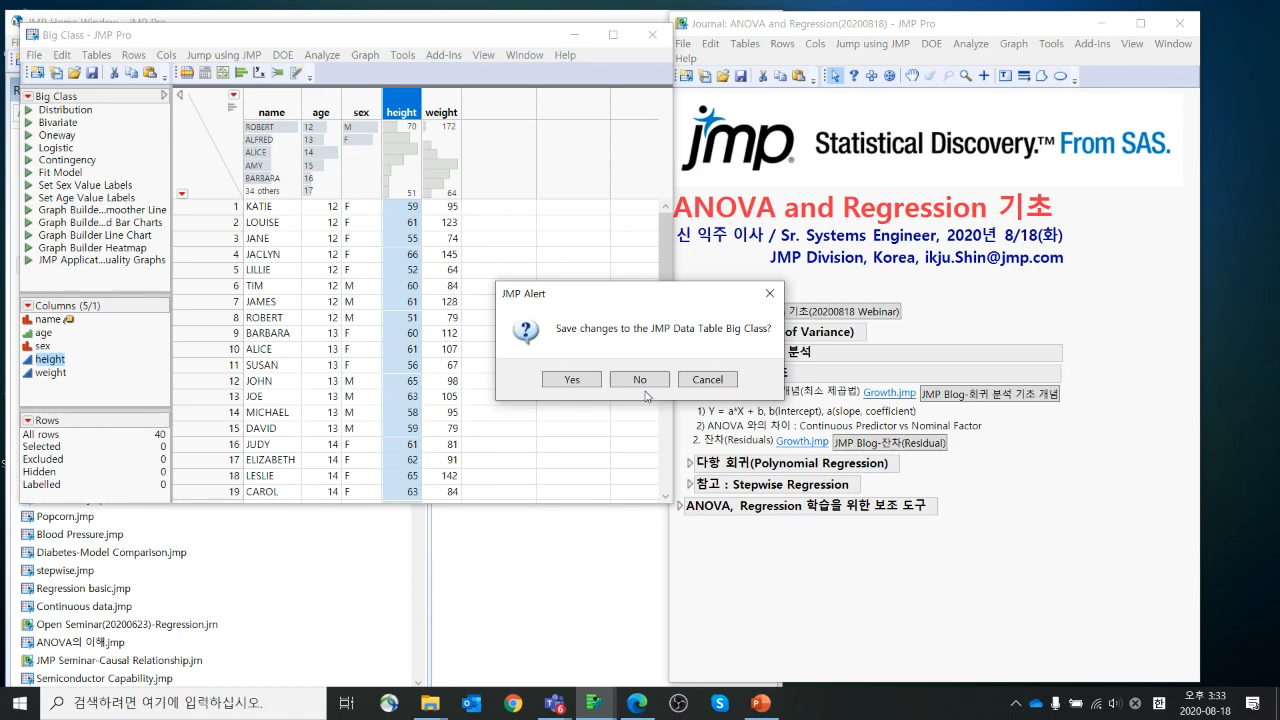 Big Class - JMP Pro
File Edit Tables Rows Cols Jump using JMP DOE Analyze Graph Tools Add-Ins View Window Help
Big Class
Distribution
Bivariate
Oneway
Logistic
Contingency
Fit Model
Set Sex Value Labels
Set Age Value Labels
Graph Builde...moother Line
Graph Builde...d Bar Charts
Graph Builder Line Chart
Graph Builder Heatmap
JMP Applicat...uality Graphs
Columns (5/1)
name
age
sex
height
weight
Rows
All rows 40
Selected 0
Excluded 0
Hidden 0
Labelled 0
name age sex height weight
ROBERT 12 M 70 172
ALFRED 13 F
ALICE 14
AMY 15
BARBARA 16
34 others 17 51 64
1 KATIE 12 F 59 95
2 LOUISE 12 F 61 123
3 JANE 12 F 55 74
4 JACLYN 12 F 66 145
5 LILLIE 12 F 52 64
6 TIM 12 M 60 84
7 JAMES 12 M 61 128
8 ROBERT 12 M 51 79
9 BARBARA 13 F 60 112
10 ALICE 13 F 61 107
11 SUSAN 13 F 56 67
12 JOHN 13 M 65 98
13 JOE 13 M 63 105
14 MICHAEL 13 M 58 95
15 DAVID 13 M 59 79
16 JUDY 14 F 61 81
17 ELIZABETH 14 F 62 91
18 LESLIE 14 F 65 142
19 CAROL 14 F 63 84
Popcorn.jmp
Blood Pressure.jmp
Diabetes-Model Comparison.jmp
stepwise.jmp
Regression basic.jmp
Continuous data.jmp
Open Seminar(20200623)-Regression.jrn
ANOVA의 이해.jmp
JMP Seminar-Causal Relationship.jrn
Semiconductor Capability.jmp
JMP Alert
? Save changes to the JMP Data Table Big Class?
Yes No Cancel
Journal: ANOVA and Regression(20200818) - JMP Pro
File Edit Tables Rows Cols Jump using JMP DOE Analyze Graph Tools Add-Ins View Window
Help
jmp Statistical Discovery.™ From SAS.
ANOVA and Regression 기초
신 익주 이사 / Sr. Systems Engineer, 2020년 8/18(화)
JMP Division, Korea, ikju.Shin@jmp.com
기초(20200818 Webinar)
of Variance)
분석
개념(최소 제곱법) Growth.jmp JMP Blog-회귀 분석 기초 개념
1) Y = a*X + b, b(intercept), a(slope, coefficient)
2) ANOVA 와의 차이 : Continuous Predictor vs Nominal Factor
2. 잔차(Residuals) Growth.jmp JMP Blog-잔차(Residual)
다항 회귀(Polynomial Regression)
참고 : Stepwise Regression
ANOVA, Regression 학습을 위한 보조 도구
검색하려면 여기에 입력하십시오.
오후 3:33
2020-08-18